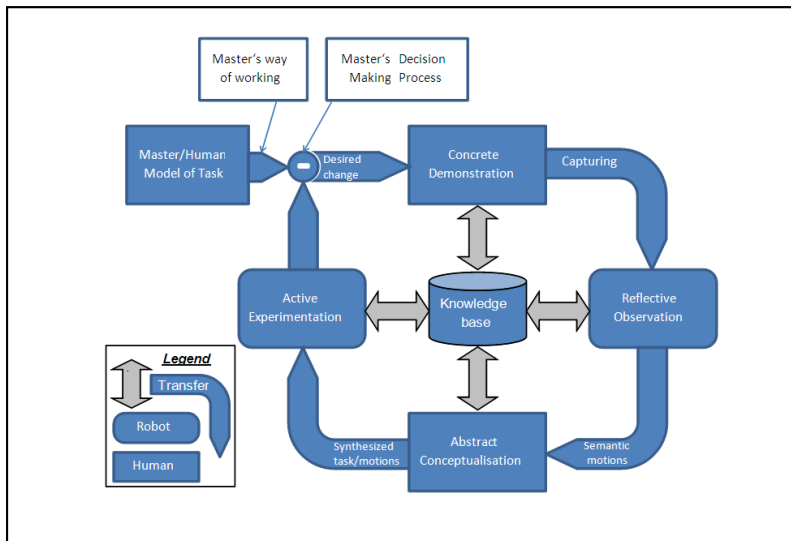 Master's way
of working
Master's Decision
Making Process
Master/Human
Model of Task
Desired
change
Concrete
Demonstration
Capturing
Active
Experimentation
Knowledge
base
Reflective
Observation
Legend
Transfer
Robot
Human
Synthesized
task/motions
Abstract
Conceptualisation
Semantic
motions